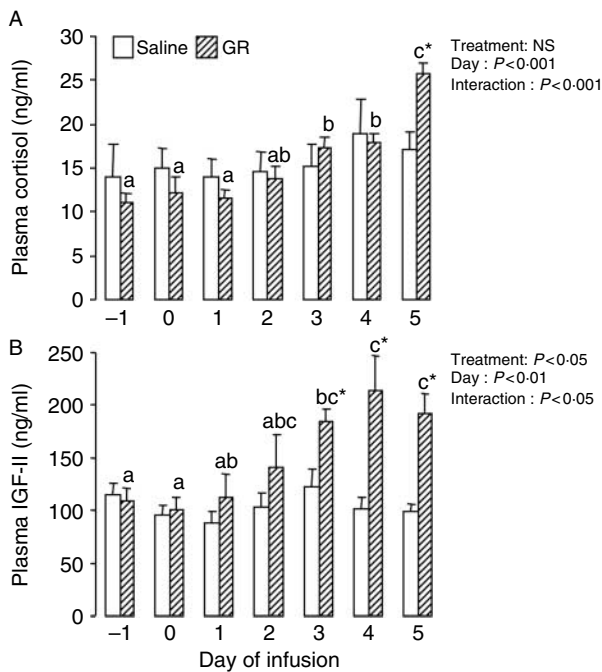 A
Saline GR
Plasma cortisol (ng/ml)
30
25
20
15
10
5
0
a a a ab b b c*
–1 0 1 2 3 4 5
Treatment: NS
Day : P<0·001
Interaction : P<0·001
B
Plasma IGF-II (ng/ml)
250
200
150
100
50
0
a a ab abc bc* c* c*
–1 0 1 2 3 4 5
Day of infusion
Treatment: P<0·05
Day : P<0·01
Interaction : P<0·05